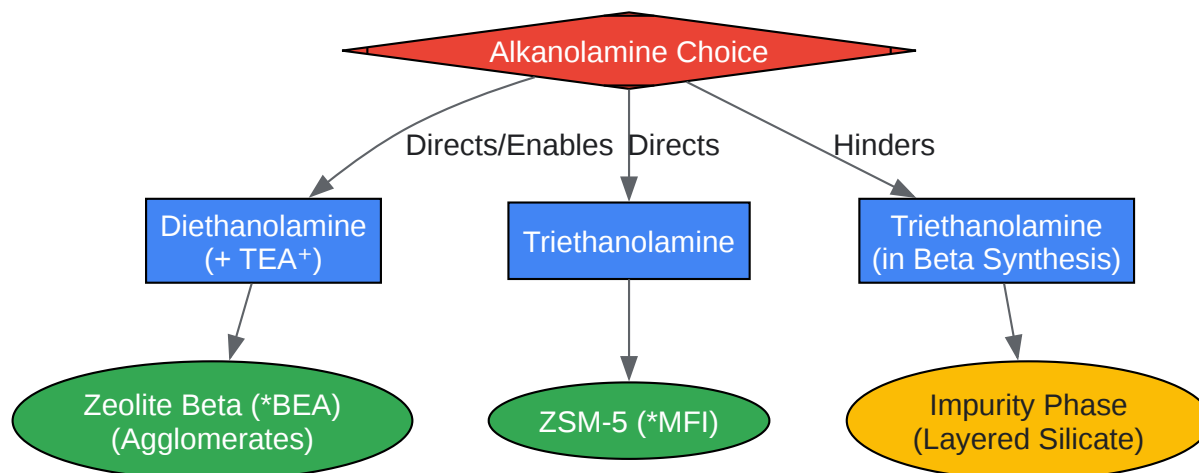 Alkanolamine Choice
Directs/Enables
Directs
Hinders
Diethanolamine
(+ TEA⁺)
Triethanolamine
Triethanolamine
(in Beta Synthesis)
Zeolite Beta (*BEA)
(Agglomerates)
ZSM-5 (*MFI)
Impurity Phase
(Layered Silicate)